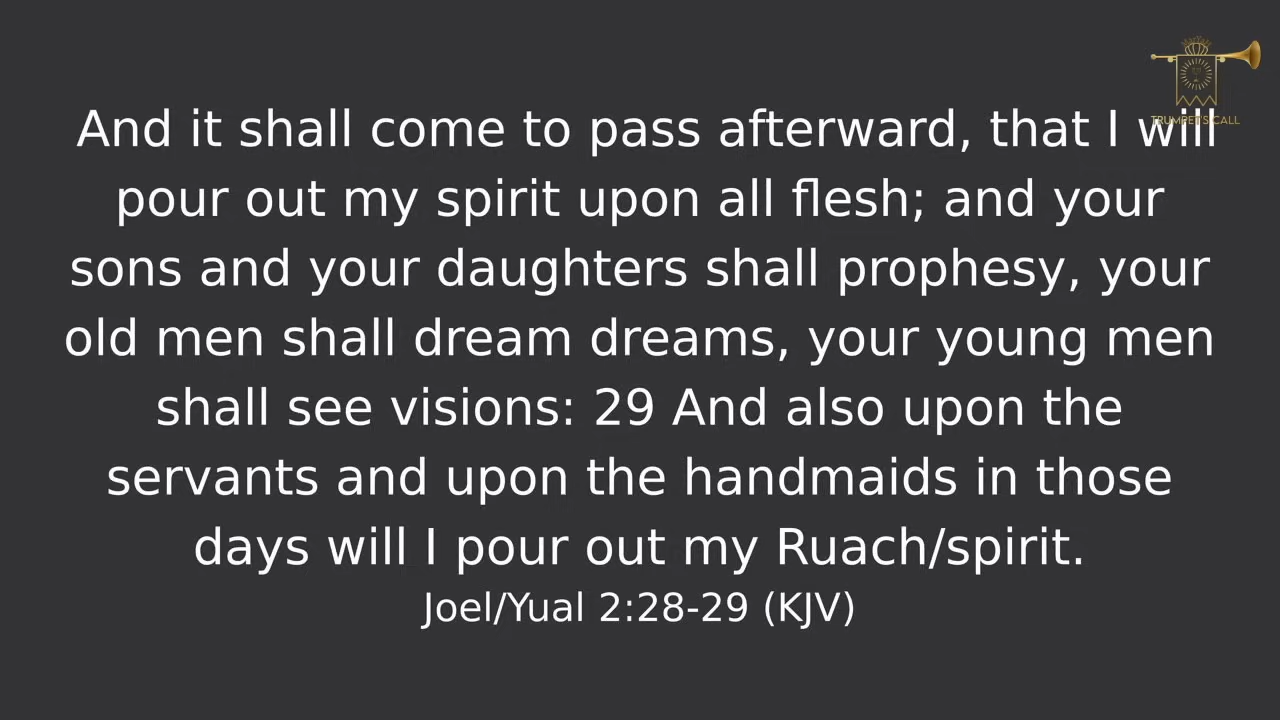 And it shall come to pass afterward, that I will
pour out my spirit upon all flesh; and your
sons and your daughters shall prophesy, your
old men shall dream dreams, your young men
shall see visions: 29 And also upon the
servants and upon the handmaids in those
days will I pour out my Ruach/spirit.
Joel/Yual 2:28-29 (KJV)
TRUMPET'S CALL